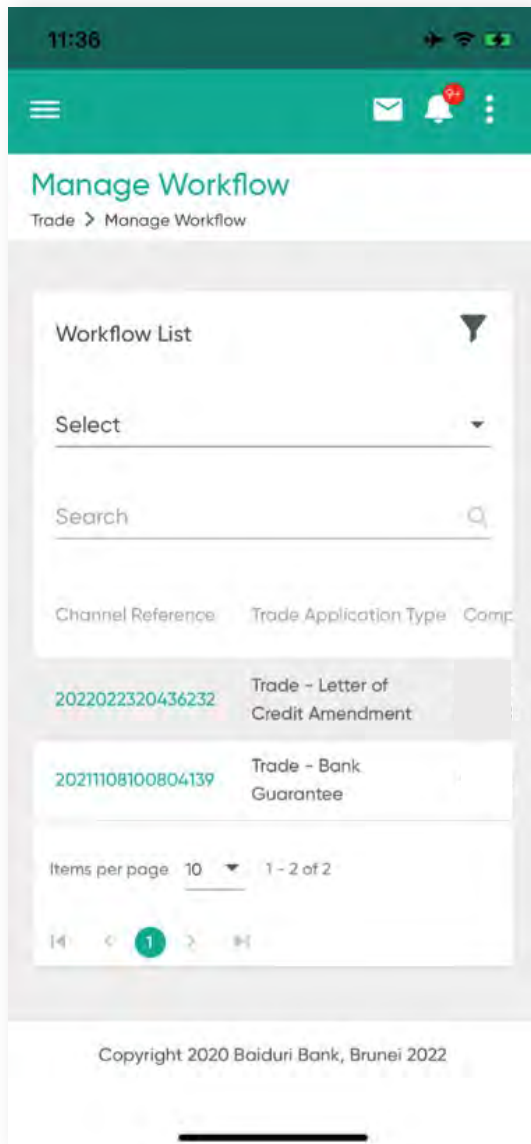 11:36
9+
Manage Workflow
Trade > Manage Workflow
Workflow List
Select
Search
Channel Reference Trade Application Type Comp
2022022320436232 Trade - Letter of
Credit Amendment
20211108100804139 Trade - Bank
Guarantee
Items per page 10 1 - 2 of 2
1
Copyright 2020 Baiduri Bank, Brunei 2022